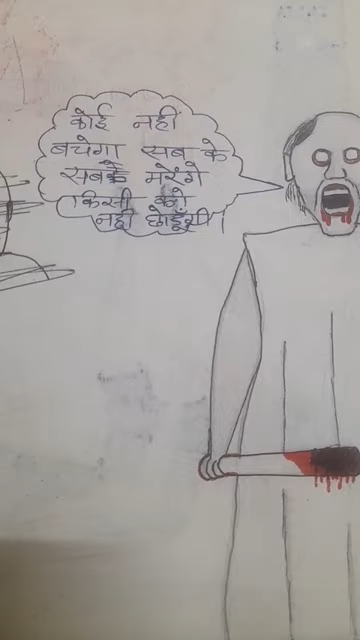 कोई नही
बचेगा सब के
सबके मरेंगे
किसी को
नही छोडूँगी।